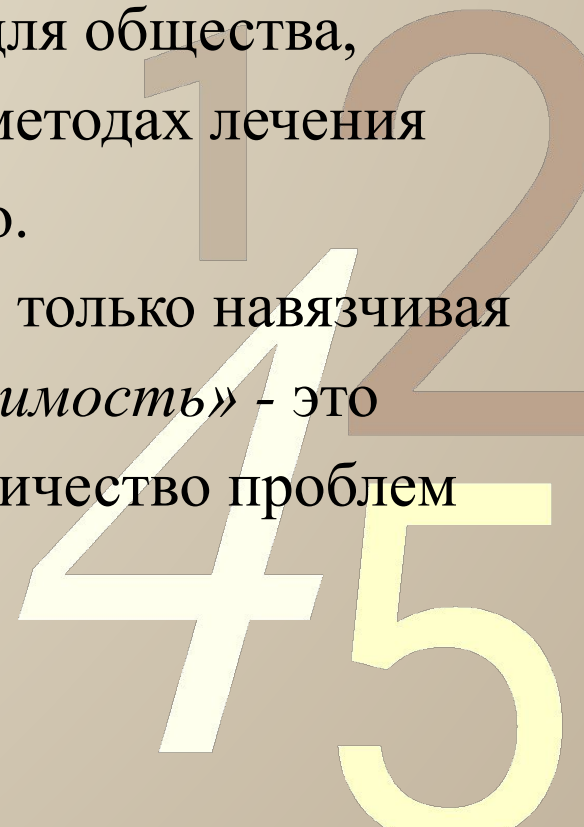 для общества,
методах лечения
о.
только навязчивая
имость» - это
ичество проблем
1 2
4
5